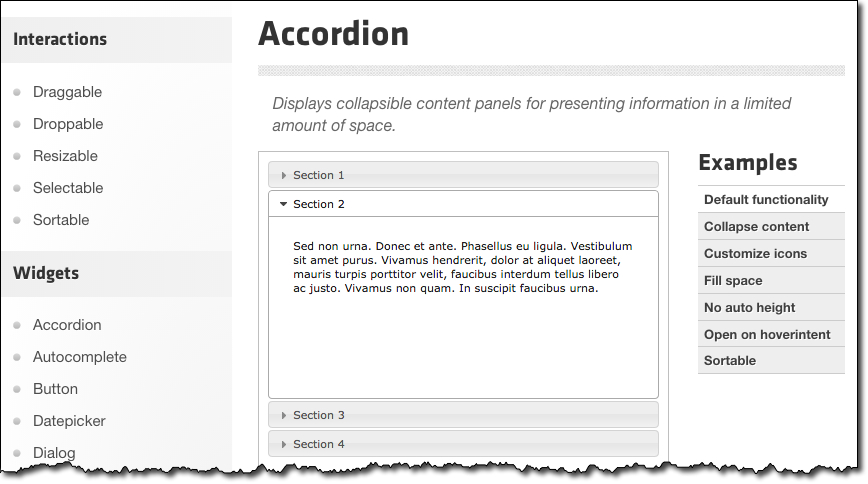 Interactions
Draggable
Droppable
Resizable
Selectable
Sortable
Widgets
Accordion
Autocomplete
Button
Datepicker
Dialog
Accordion
Displays collapsible content panels for presenting information in a limited
amount of space.
Section 1
Section 2
Sed non urna. Donec et ante. Phasellus eu ligula. Vestibulum
sit amet purus. Vivamus hendrerit, dolor at aliquet laoreet,
mauris turpis porttitor velit, faucibus interdum tellus libero
ac justo. Vivamus non quam. In suscipit faucibus urna.
Section 3
Section 4
Examples
Default functionality
Collapse content
Customize icons
Fill space
No auto height
Open on hoverintent
Sortable